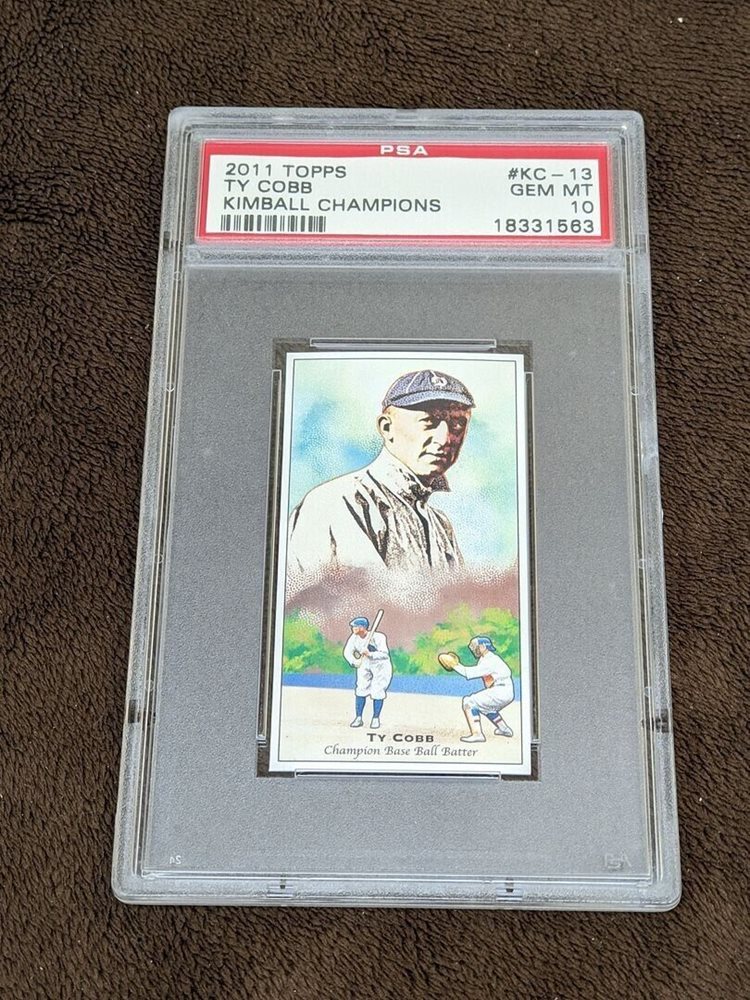 PSA
2011 TOPPS #KC-13
TY COBB GEM MT
KIMBALL CHAMPIONS 10
18331563
TY COBB
Champion Base Ball Batter